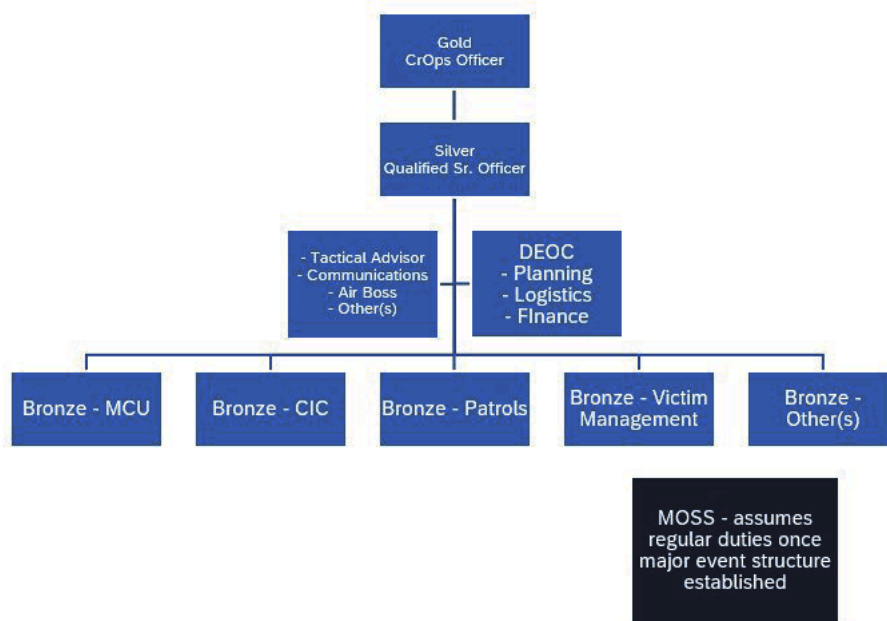 Gold
CrOps Officer
Silver
Qualified Sr. Officer
- Tactical Advisor
- Communications
- Air Boss
- Other(s)
DEOC
- Planning
- Logistics
- FInance
Bronze - MCU
Bronze - CIC
Bronze - Patrols
Bronze - Victim
Management
Bronze -
Other(s)
MOSS - assumes
regular duties once
major event structure
established